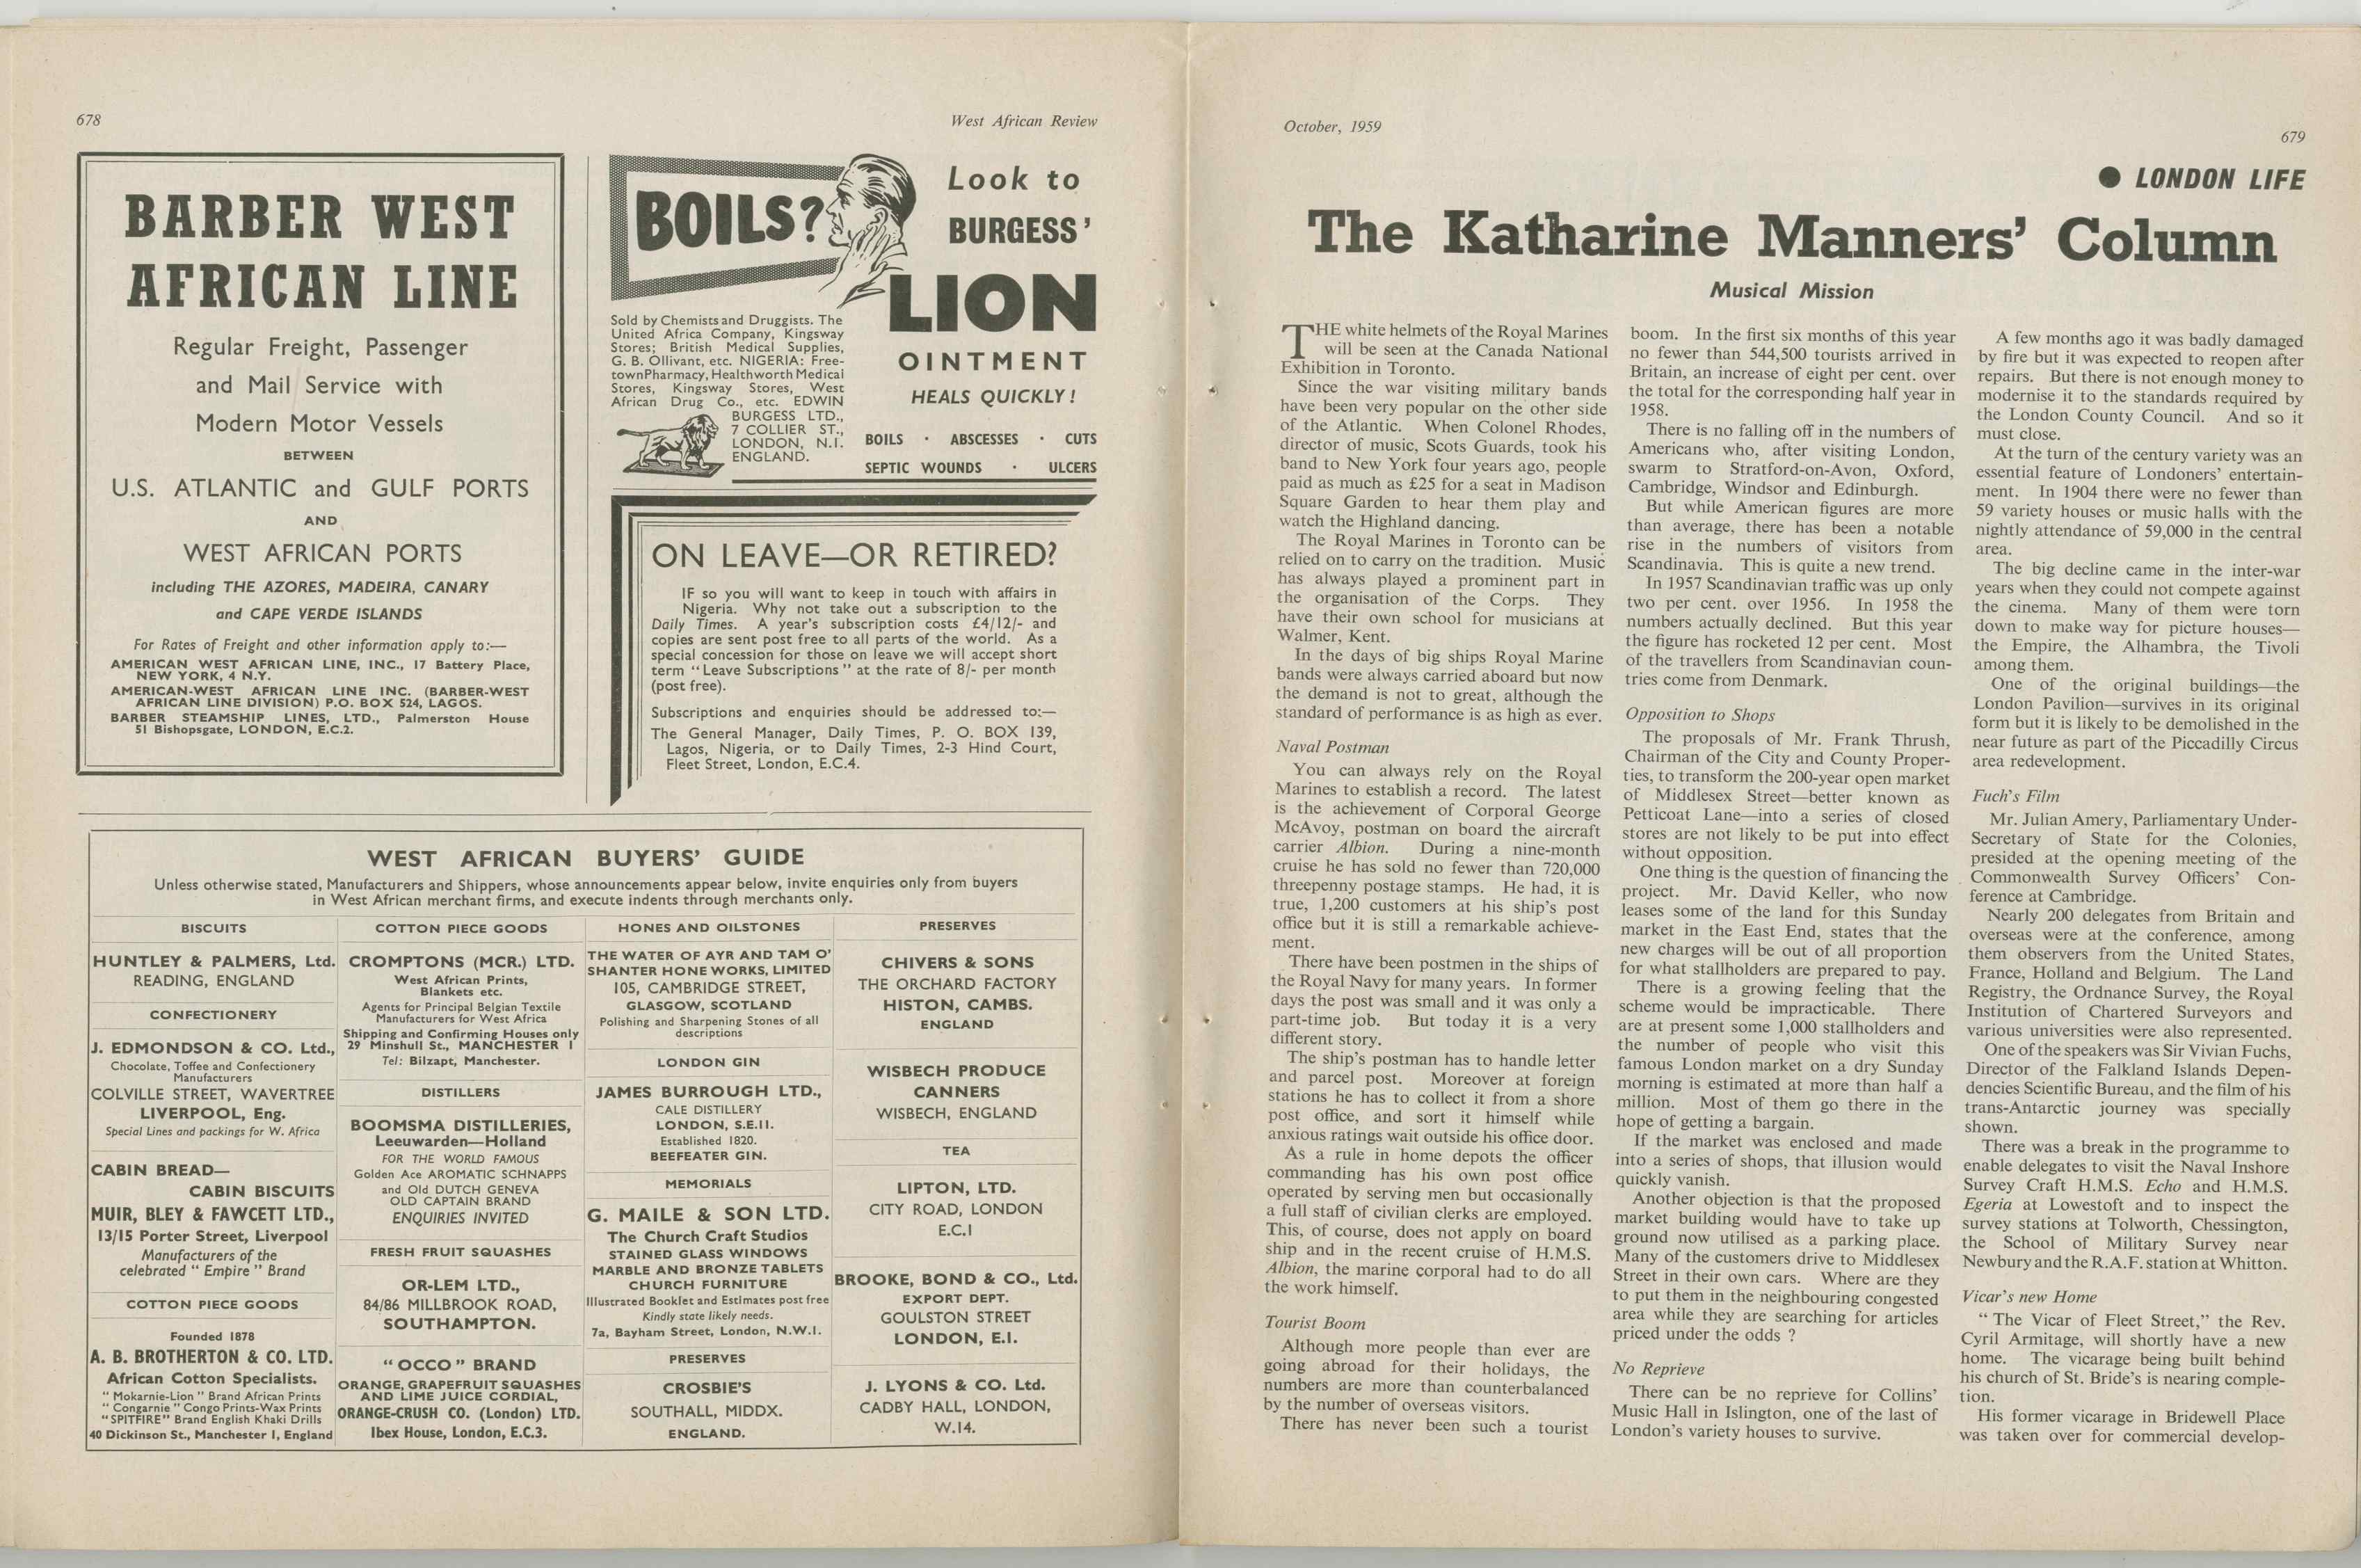 678
West African Review
BARBER WEST
AFRICAN LINE
Regular Freight, Passenger
and Mail Service with
Modern Motor Vessels
BETWEEN
U.S. ATLANTIC and GULF PORTS
AND
WEST AFRICAN PORTS
including THE AZORES, MADEIRA, CANARY
and CAPE VERDE ISLANDS
For Rates of Freight and other information apply to:—
AMERICAN WEST AFRICAN LINE, INC., 17 Battery Place,
NEW YORK, 4 N.Y.
AMERICAN-WEST AFRICAN LINE INC. (BARBER-WEST
AFRICAN LINE DIVISION) P.O. BOX 524, LAGOS.
BARBER STEAMSHIP LINES, LTD., Palmerston House
51 Bishopsgate, LONDON, E.C.2.
BOILS?
Look to
BURGESS'
LION
OINTMENT
HEALS QUICKLY!
BOILS · ABSCESSES · CUTS
SEPTIC WOUNDS · ULCERS
Sold by Chemists and Druggists. The
United Africa Company, Kingsway
Stores; British Medical Supplies,
G. B. Ollivant, etc. NIGERIA: Free-
town Pharmacy, Healthworth Medical
Stores, Kingsway Stores, West
African Drug Co., etc. EDWIN
BURGESS LTD.,
7 COLLIER ST.,
LONDON, N.1.
ENGLAND.
ON LEAVE—OR RETIRED?
IF so you will want to keep in touch with affairs in
Nigeria. Why not take out a subscription to the
Daily Times. A year's subscription costs £4/12/- and
copies are sent post free to all parts of the world. As a
special concession for those on leave we will accept short
term "Leave Subscriptions" at the rate of 8/- per month
(post free).
Subscriptions and enquiries should be addressed to:—
The General Manager, Daily Times, P. O. BOX 139,
Lagos, Nigeria, or to Daily Times, 2-3 Hind Court,
Fleet Street, London, E.C.4.
WEST AFRICAN BUYERS' GUIDE
Unless otherwise stated, Manufacturers and Shippers, whose announcements appear below, invite enquiries only from buyers
in West African merchant firms, and execute indents through merchants only.
BISCUITS
HUNTLEY & PALMERS, Ltd.
READING, ENGLAND
CONFECTIONERY
J. EDMONDSON & CO. Ltd.,
Chocolate, Toffee and Confectionery
Manufacturers
COLVILLE STREET, WAVERTREE
LIVERPOOL, Eng.
Special Lines and packings for W. Africa
CABIN BREAD—
CABIN BISCUITS
MUIR, BLEY & FAWCETT LTD.,
13/15 Porter Street, Liverpool
Manufacturers of the
celebrated "Empire" Brand
COTTON PIECE GOODS
Founded 1878
A. B. BROTHERTON & CO. LTD.
African Cotton Specialists.
"Mokarnie-Lion" Brand African Prints
"Congarnie" Congo Prints-Wax Prints
"SPITFIRE" Brand English Khaki Drills
40 Dickinson St., Manchester 1, England
COTTON PIECE GOODS
CROMPTONS (MCR.) LTD.
West African Prints,
Blankets etc.
Agents for Principal Belgian Textile
Manufacturers for West Africa
Shipping and Confirming Houses only
29 Minshull St., MANCHESTER 1
Tel: Bilzapt, Manchester.
DISTILLERS
BOOMSMA DISTILLERIES,
Leeuwarden—Holland
FOR THE WORLD FAMOUS
Golden Ace AROMATIC SCHNAPPS
and Old DUTCH GENEVA
OLD CAPTAIN BRAND
ENQUIRIES INVITED
FRESH FRUIT SQUASHES
OR-LEM LTD.,
84/86 MILLBROOK ROAD,
SOUTHAMPTON.
"OCCO" BRAND
ORANGE, GRAPEFRUIT SQUASHES
AND LIME JUICE CORDIAL,
ORANGE-CRUSH CO. (London) LTD.
Ibex House, London, E.C.3.
HONES AND OILSTONES
THE WATER OF AYR AND TAM O'
SHANTER HONE WORKS, LIMITED
105, CAMBRIDGE STREET,
GLASGOW, SCOTLAND
Polishing and Sharpening Stones of all
descriptions
LONDON GIN
JAMES BURROUGH LTD.,
CALE DISTILLERY
LONDON, S.E.11.
Established 1820.
BEEFEATER GIN.
MEMORIALS
G. MAILE & SON LTD.
The Church Craft Studios
STAINED GLASS WINDOWS
MARBLE AND BRONZE TABLETS
CHURCH FURNITURE
Illustrated Booklet and Estimates post free
Kindly state likely needs.
7a, Bayham Street, London, N.W.1.
PRESERVES
CROSBIE'S
SOUTHALL, MIDDX.
ENGLAND.
PRESERVES
CHIVERS & SONS
THE ORCHARD FACTORY
HISTON, CAMBS.
ENGLAND
WISBECH PRODUCE
CANNERS
WISBECH, ENGLAND
TEA
LIPTON, LTD.
CITY ROAD, LONDON
E.C.1
BROOKE, BOND & CO., Ltd.
EXPORT DEPT.
GOULSTON STREET
LONDON, E.1.
J. LYONS & CO. Ltd.
CADBY HALL, LONDON,
W.14.
October, 1959
679
● LONDON LIFE
The Katharine Manners' Column
Musical Mission
THE white helmets of the Royal Marines
will be seen at the Canada National
Exhibition in Toronto.
Since the war visiting military bands
have been very popular on the other side
of the Atlantic. When Colonel Rhodes,
director of music, Scots Guards, took his
band to New York four years ago, people
paid as much as £25 for a seat in Madison
Square Garden to hear them play and
watch the Highland dancing.
The Royal Marines in Toronto can be
relied on to carry on the tradition. Music
has always played a prominent part in
the organisation of the Corps. They
have their own school for musicians at
Walmer, Kent.
In the days of big ships Royal Marine
bands were always carried aboard but now
the demand is not to great, although the
standard of performance is as high as ever.
Naval Postman
You can always rely on the Royal
Marines to establish a record. The latest
is the achievement of Corporal George
McAvoy, postman on board the aircraft
carrier Albion. During a nine-month
cruise he has sold no fewer than 720,000
threepenny postage stamps. He had, it is
true, 1,200 customers at his ship's post
office but it is still a remarkable achieve-
ment.
There have been postmen in the ships of
the Royal Navy for many years. In former
days the post was small and it was only a
part-time job. But today it is a very
different story.
The ship's postman has to handle letter
and parcel post. Moreover at foreign
stations he has to collect it from a shore
post office, and sort it himself while
anxious ratings wait outside his office door.
As a rule in home depots the officer
commanding has his own post office
operated by serving men but occasionally
a full staff of civilian clerks are employed.
This, of course, does not apply on board
ship and in the recent cruise of H.M.S.
Albion, the marine corporal had to do all
the work himself.
Tourist Boom
Although more people than ever are
going abroad for their holidays, the
numbers are more than counterbalanced
by the number of overseas visitors.
There has never been such a tourist
boom. In the first six months of this year
no fewer than 544,500 tourists arrived in
Britain, an increase of eight per cent. over
the total for the corresponding half year in
1958.
There is no falling off in the numbers of
Americans who, after visiting London,
swarm to Stratford-on-Avon, Oxford,
Cambridge, Windsor and Edinburgh.
But while American figures are more
than average, there has been a notable
rise in the numbers of visitors from
Scandinavia. This is quite a new trend.
In 1957 Scandinavian traffic was up only
two per cent. over 1956. In 1958 the
numbers actually declined. But this year
the figure has rocketed 12 per cent. Most
of the travellers from Scandinavian coun-
tries come from Denmark.
Opposition to Shops
The proposals of Mr. Frank Thrush,
Chairman of the City and County Proper-
ties, to transform the 200-year open market
of Middlesex Street—better known as
Petticoat Lane—into a series of closed
stores are not likely to be put into effect
without opposition.
One thing is the question of financing the
project. Mr. David Keller, who now
leases some of the land for this Sunday
market in the East End, states that the
new charges will be out of all proportion
for what stallholders are prepared to pay.
There is a growing feeling that the
scheme would be impracticable. There
are at present some 1,000 stallholders and
the number of people who visit this
famous London market on a dry Sunday
morning is estimated at more than half a
million. Most of them go there in the
hope of getting a bargain.
If the market was enclosed and made
into a series of shops, that illusion would
quickly vanish.
Another objection is that the proposed
market building would have to take up
ground now utilised as a parking place.
Many of the customers drive to Middlesex
Street in their own cars. Where are they
to put them in the neighbouring congested
area while they are searching for articles
priced under the odds ?
No Reprieve
There can be no reprieve for Collins'
Music Hall in Islington, one of the last of
London's variety houses to survive.
A few months ago it was badly damaged
by fire but it was expected to reopen after
repairs. But there is not enough money to
modernise it to the standards required by
the London County Council. And so it
must close.
At the turn of the century variety was an
essential feature of Londoners' entertain-
ment. In 1904 there were no fewer than
59 variety houses or music halls with the
nightly attendance of 59,000 in the central
area.
The big decline came in the inter-war
years when they could not compete against
the cinema. Many of them were torn
down to make way for picture houses—
the Empire, the Alhambra, the Tivoli
among them.
One of the original buildings—the
London Pavilion—survives in its original
form but it is likely to be demolished in the
near future as part of the Piccadilly Circus
area redevelopment.
Fuch's Film
Mr. Julian Amery, Parliamentary Under-
Secretary of State for the Colonies,
presided at the opening meeting of the
Commonwealth Survey Officers' Con-
ference at Cambridge.
Nearly 200 delegates from Britain and
overseas were at the conference, among
them observers from the United States,
France, Holland and Belgium. The Land
Registry, the Ordnance Survey, the Royal
Institution of Chartered Surveyors and
various universities were also represented.
One of the speakers was Sir Vivian Fuchs,
Director of the Falkland Islands Depen-
dencies Scientific Bureau, and the film of his
trans-Antarctic journey was specially
shown.
There was a break in the programme to
enable delegates to visit the Naval Inshore
Survey Craft H.M.S. Echo and H.M.S.
Egeria at Lowestoft and to inspect the
survey stations at Tolworth, Chessington,
the School of Military Survey near
Newbury and the R.A.F. station at Whitton.
Vicar's new Home
"The Vicar of Fleet Street," the Rev.
Cyril Armitage, will shortly have a new
home. The vicarage being built behind
his church of St. Bride's is nearing comple-
tion.
His former vicarage in Bridewell Place
was taken over for commercial develop-